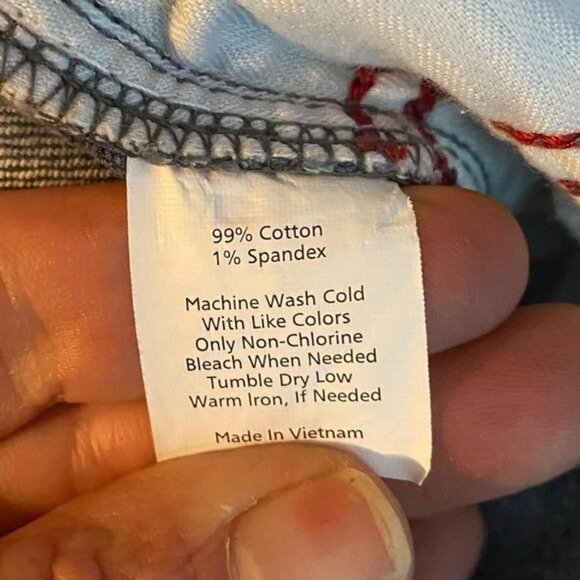 99% Cotton
1% Spandex
Machine Wash Cold
With Like Colors
Only Non-Chlorine
Bleach When Needed
Tumble Dry Low
Warm Iron, If Needed
Made In Vietnam